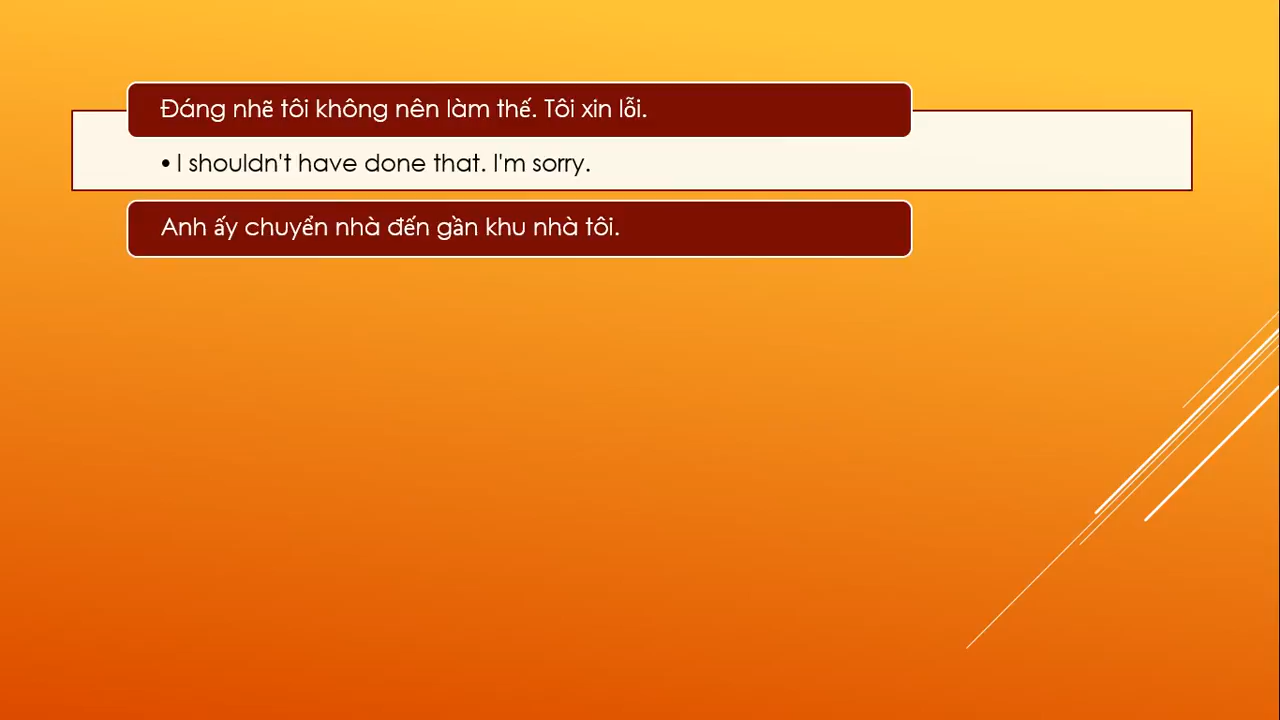 Đáng nhẽ tôi không nên làm thế. Tôi xin lỗi.
• I shouldn't have done that. I'm sorry.
Anh ấy chuyển nhà đến gần khu nhà tôi.